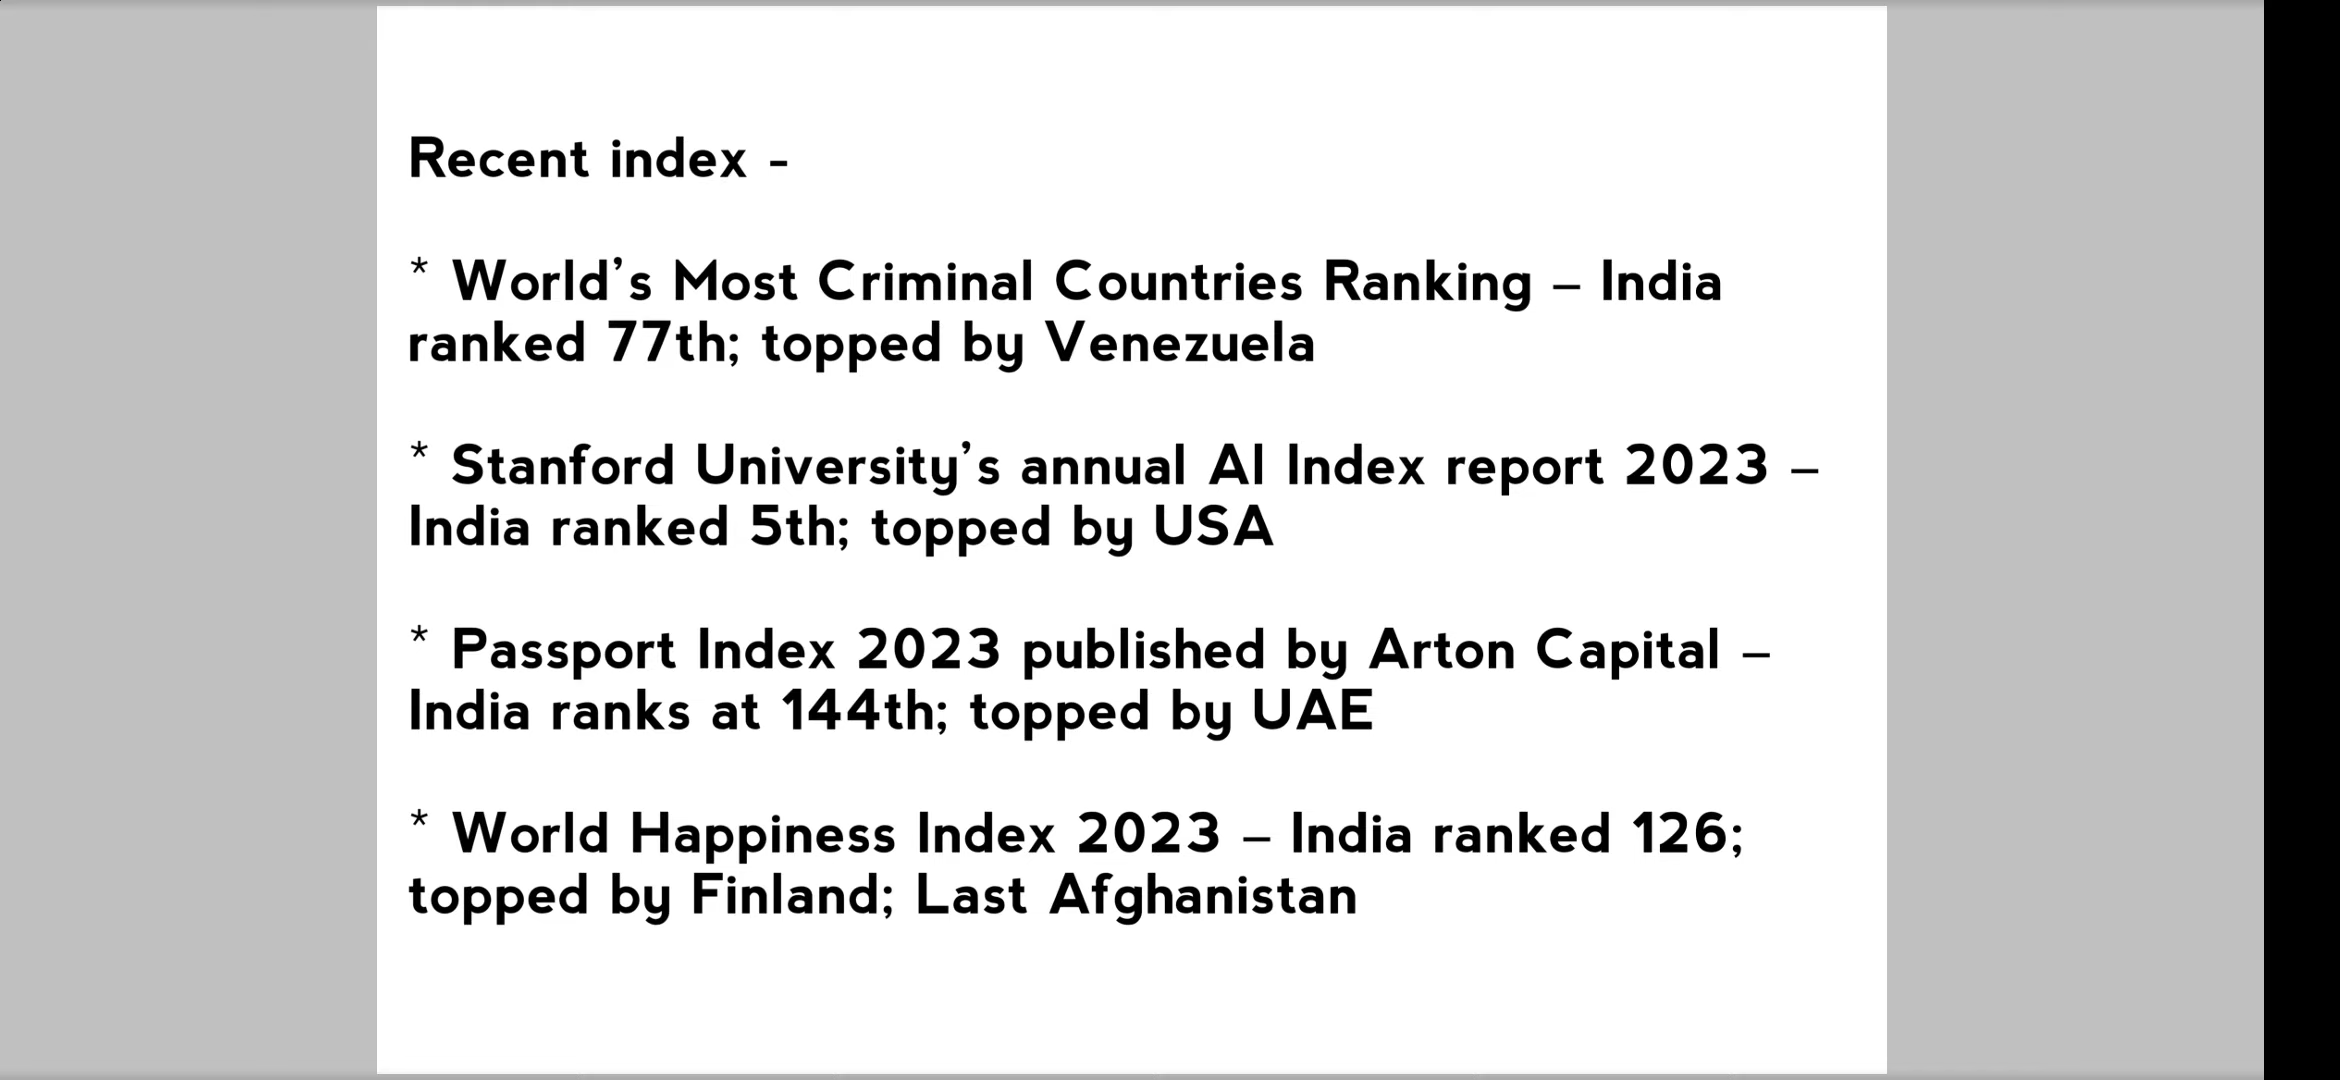 Recent index -
* World’s Most Criminal Countries Ranking – India
ranked 77th; topped by Venezuela
* Stanford University’s annual AI Index report 2023 –
India ranked 5th; topped by USA
* Passport Index 2023 published by Arton Capital –
India ranks at 144th; topped by UAE
* World Happiness Index 2023 – India ranked 126;
topped by Finland; Last Afghanistan